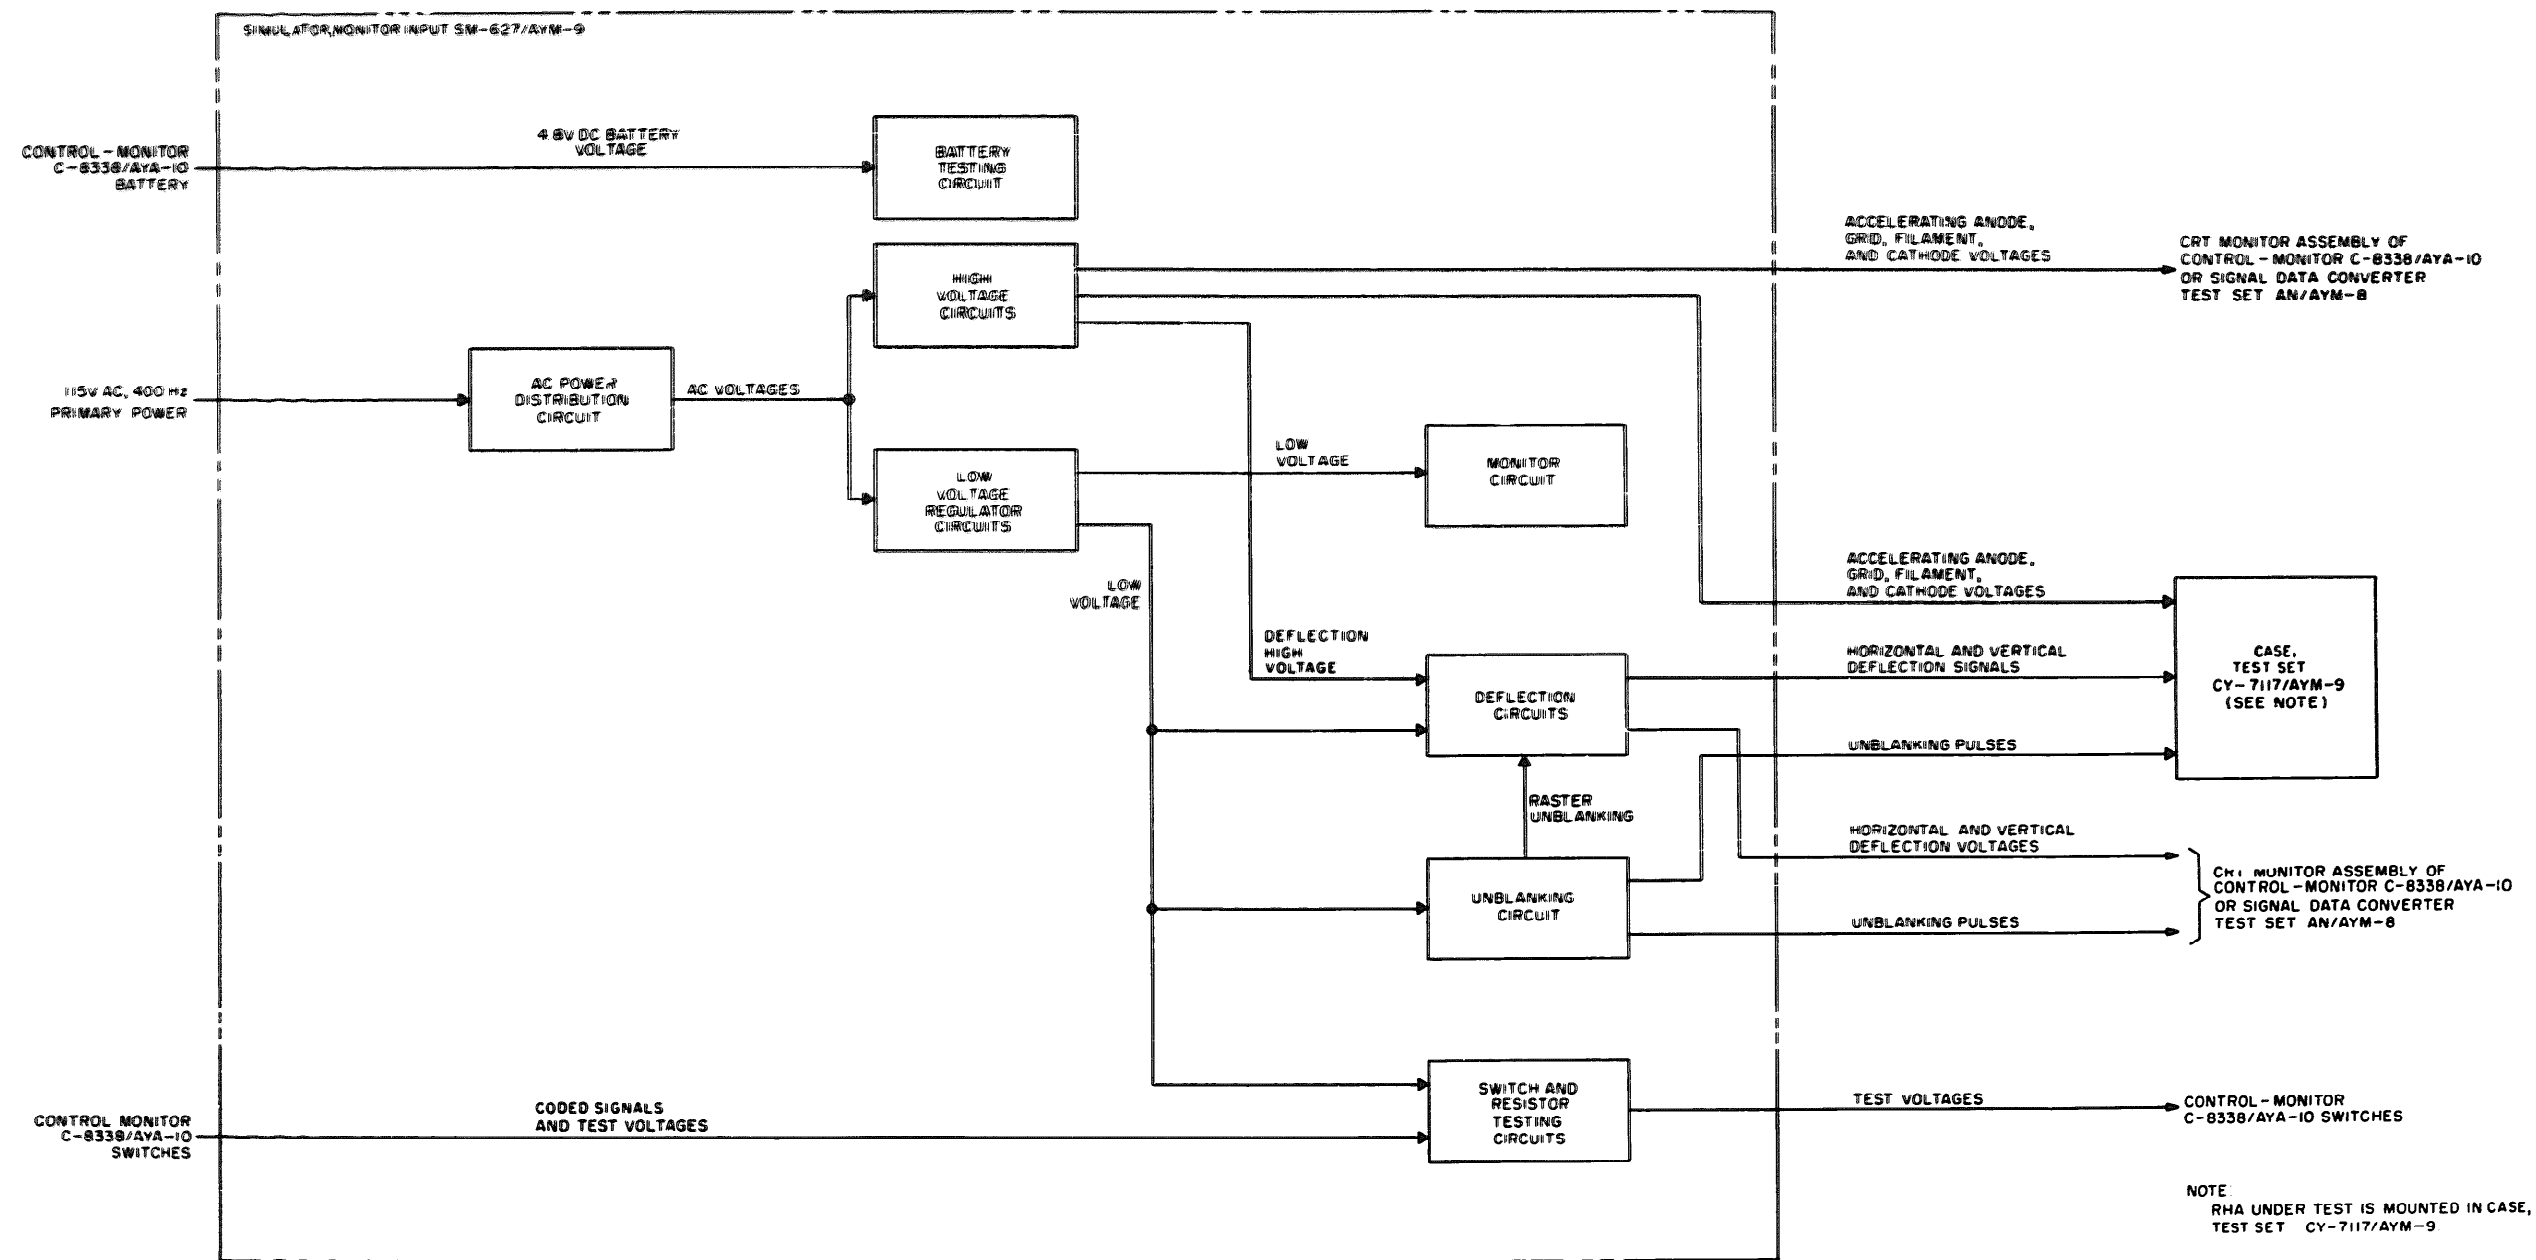 SIMULATOR, MONITOR INPUT SM-627/AYM-9
CONTROL-MONITOR
C-8338/AYA-10
BATTERY
4.8V DC BATTERY
VOLTAGE
BATTERY
TESTING
CIRCUIT
HIGH
VOLTAGE
CIRCUITS
ACCELERATING ANODE,
GRID, FILAMENT,
AND CATHODE VOLTAGES
CRT MONITOR ASSEMBLY OF
CONTROL-MONITOR C-8338/AYA-10
OR SIGNAL DATA CONVERTER
TEST SET AN/AYM-8
115V AC, 400 Hz
PRIMARY POWER
AC POWER
DISTRIBUTION
CIRCUIT
AC VOLTAGES
LOW
VOLTAGE
REGULATOR
CIRCUITS
LOW
VOLTAGE
MONITOR
CIRCUIT
LOW
VOLTAGE
ACCELERATING ANODE,
GRID, FILAMENT,
AND CATHODE VOLTAGES
DEFLECTION
HIGH
VOLTAGE
DEFLECTION
CIRCUITS
HORIZONTAL AND VERTICAL
DEFLECTION SIGNALS
CASE,
TEST SET
CY-7117/AYM-9
(SEE NOTE)
UNBLANKING PULSES
RASTER
UNBLANKING
HORIZONTAL AND VERTICAL
DEFLECTION VOLTAGES
UNBLANKING
CIRCUIT
UNBLANKING PULSES
CRT MONITOR ASSEMBLY OF
CONTROL-MONITOR C-8338/AYA-10
OR SIGNAL DATA CONVERTER
TEST SET AN/AYM-8
CONTROL MONITOR
C-8338/AYA-10
SWITCHES
CODED SIGNALS
AND TEST VOLTAGES
SWITCH AND
RESISTOR
TESTING
CIRCUITS
TEST VOLTAGES
CONTROL-MONITOR
C-8338/AYA-10 SWITCHES
NOTE:
RHA UNDER TEST IS MOUNTED IN CASE,
TEST SET CY-7117/AYM-9.